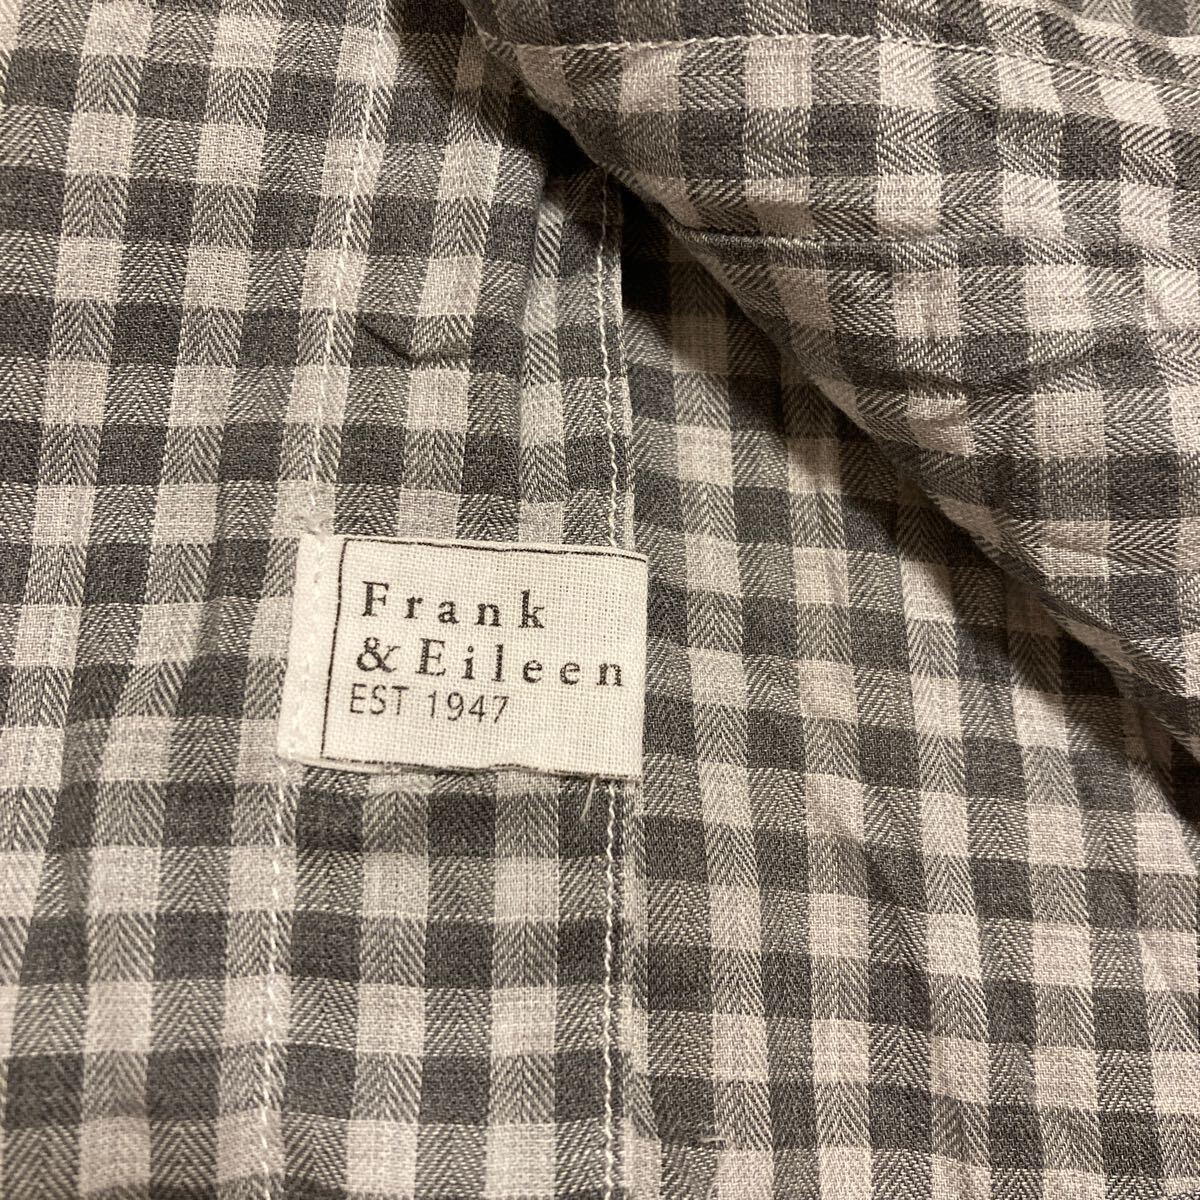 Frank
& Eileen
EST 1947